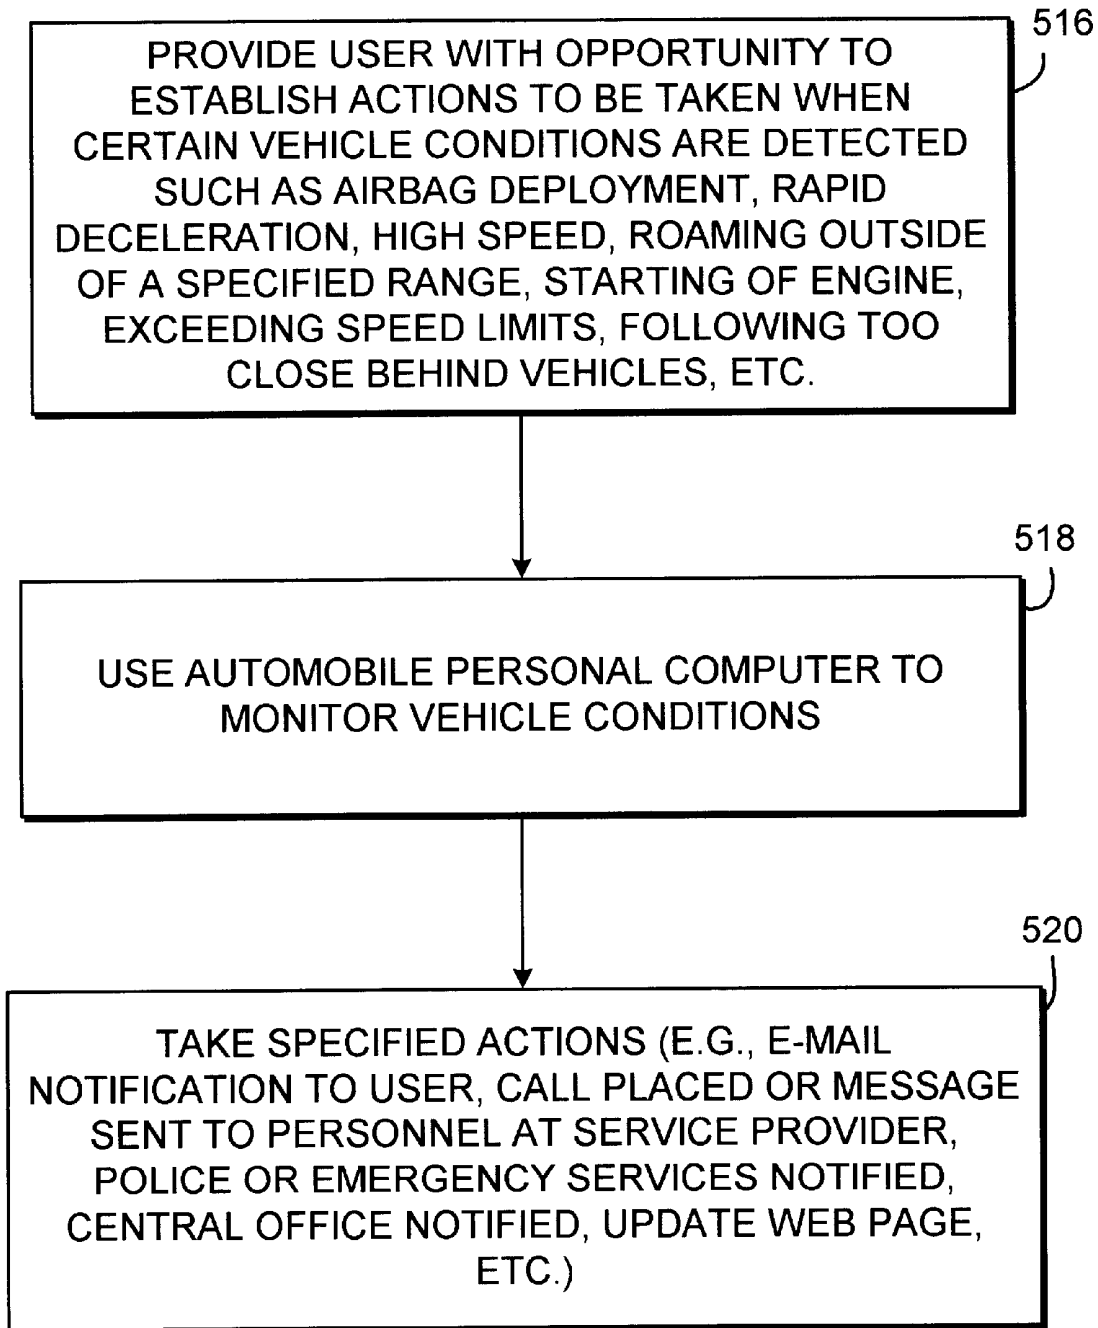 516
PROVIDE USER WITH OPPORTUNITY TO
ESTABLISH ACTIONS TO BE TAKEN WHEN
CERTAIN VEHICLE CONDITIONS ARE DETECTED
SUCH AS AIRBAG DEPLOYMENT, RAPID
DECELERATION, HIGH SPEED, ROAMING OUTSIDE
OF A SPECIFIED RANGE, STARTING OF ENGINE,
EXCEEDING SPEED LIMITS, FOLLOWING TOO
CLOSE BEHIND VEHICLES, ETC.
518
USE AUTOMOBILE PERSONAL COMPUTER TO
MONITOR VEHICLE CONDITIONS
520
TAKE SPECIFIED ACTIONS (E.G., E-MAIL
NOTIFICATION TO USER, CALL PLACED OR MESSAGE
SENT TO PERSONNEL AT SERVICE PROVIDER,
POLICE OR EMERGENCY SERVICES NOTIFIED,
CENTRAL OFFICE NOTIFIED, UPDATE WEB PAGE,
ETC.)